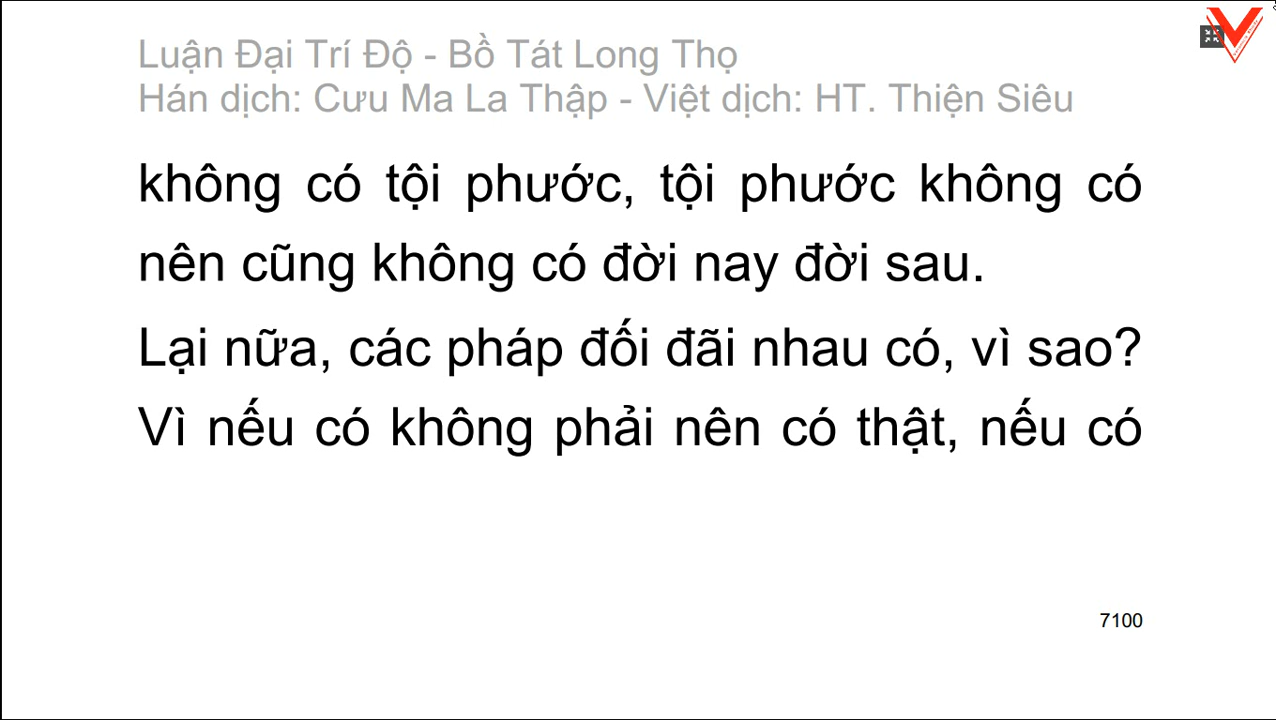 Luận Đại Trí Độ - Bồ Tát Long Thọ
Hán dịch: Cưu Ma La Thập - Việt dịch: HT. Thiện Siêu
không có tội phước, tội phước không có
nên cũng không có đời nay đời sau.
Lại nữa, các pháp đối đãi nhau có, vì sao?
Vì nếu có không phải nên có thật, nếu có
7100